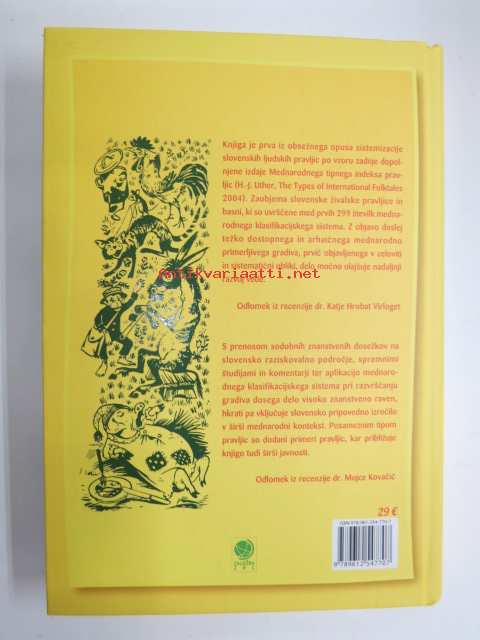 Knjiga je prva iz obsežnega opusa sistemizacije
slovenskih ljudskih pravljic po vzoru zadnje dopol-
njene izdaje Mednarodnega tipnega indeksa prav-
ljic (H.-J. Uther, The Types of International Folktales
2004). Zaobjema slovenske živalske pravljice in
basni, ki so uvrščene med prvih 299 številk medna-
rodnega klasifikacijskega sistema. Z objavo doslej
težko dostopnega in arhaičnega mednarodno
primerljivega gradiva, prvič objavljenega v celoviti
in sistematični obliki, delo močno olajšuje nadaljnji
razvoj vede.
antikvariaatti.net
Odlomek iz recenzije dr. Katje Hrobat Virloget
S prenosom sodobnih znanstvenih dosežkov na
slovensko raziskovalno področje, spremnimi
študijami in komentarji ter aplikacijo mednaro-
dnega klasifikacijskega sistema pri razvrščanju
gradiva dosega delo visoko znanstveno raven,
hkrati pa vključuje slovensko pripovedno izročilo
v širši mednarodni kontekst. Posameznim tipom
pravljic so dodani primeri pravljic, kar približuje
knjigo tudi širši javnosti.
Odlomek iz recenzije dr. Mojce Kovačič
29 €
9 789612 547707